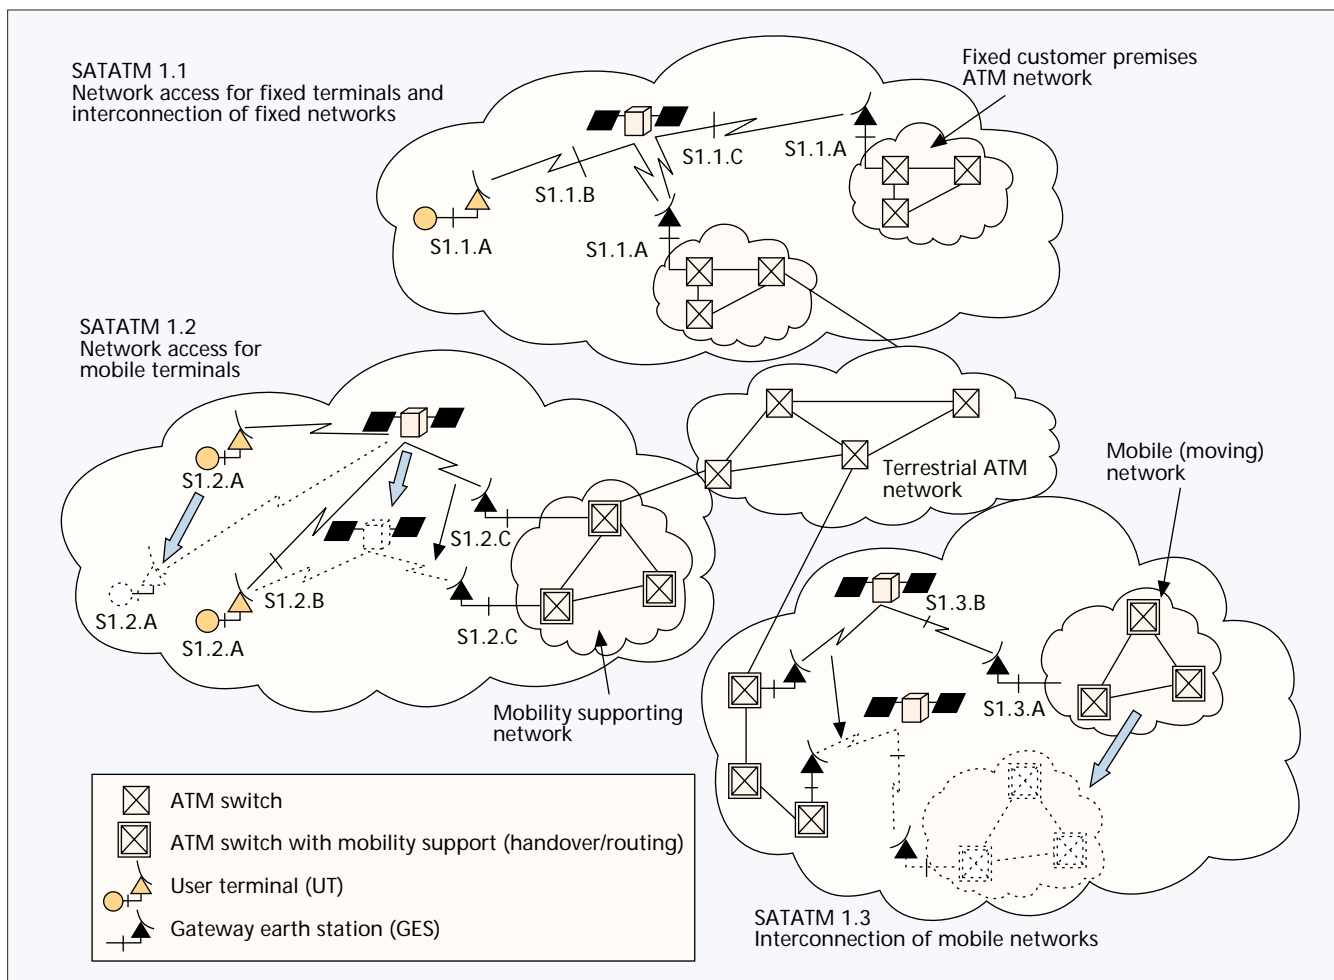 SATATM 1.1
Network access for fixed terminals and
interconnection of fixed networks
Fixed customer premises
ATM network
S1.1.C
S1.1.A
S1.1.B
S1.1.A
S1.1.A
SATATM 1.2
Network access for
mobile terminals
S1.2.A
S1.2.C
S1.2.A
S1.2.B
S1.2.A
S1.2.C
Mobility supporting
network
Terrestrial ATM
network
Mobile (moving)
network
S1.3.B
S1.3.A
SATATM 1.3
Interconnection of mobile networks
ATM switch
ATM switch with mobility support (handover/routing)
User terminal (UT)
Gateway earth station (GES)